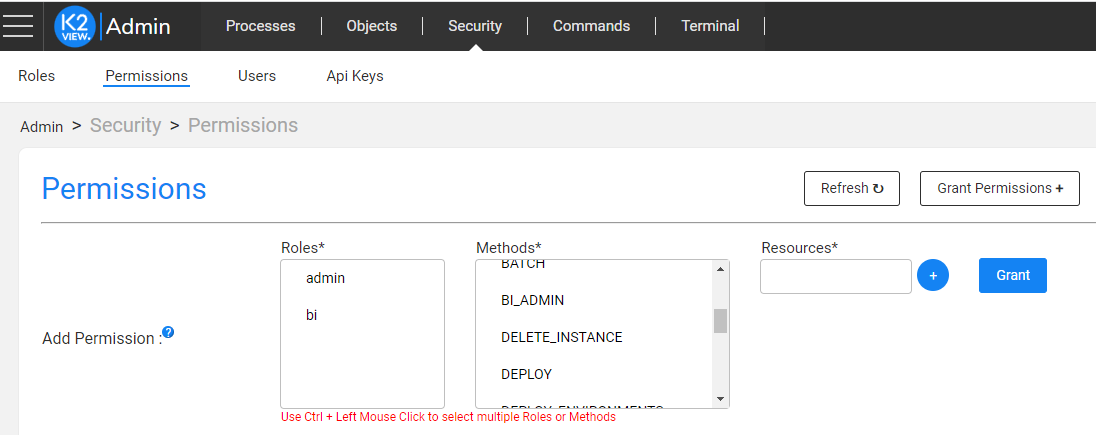 K2 VIEW. Admin Processes Objects Security Commands Terminal
Roles Permissions Users Api Keys
Admin > Security > Permissions
Permissions Refresh ↻ Grant Permissions +
Roles* Methods* Resources*
admin BATCH + Grant
BI_ADMIN
bi
DELETE_INSTANCE
Add Permission : ?
DEPLOY
DEPLOY_ENVIRONMENTS
Use Ctrl + Left Mouse Click to select multiple Roles or Methods